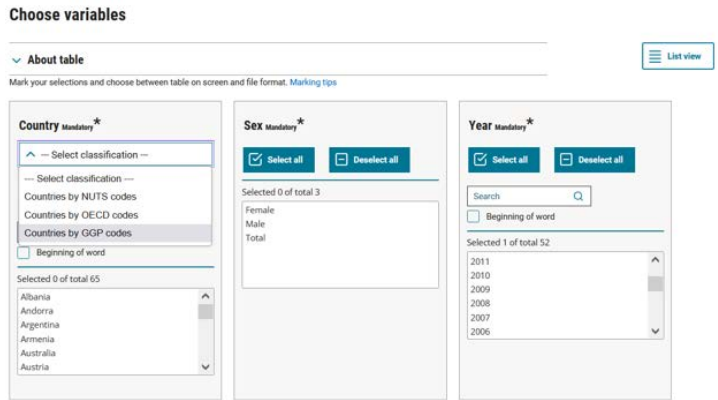 Choose variables
About table
List view
Mark your selections and choose between table on screen and file format. Marking tips
Country Mandatory*
--- Select classification ---
--- Select classification ---
Countries by NUTS codes
Countries by OECD codes
Countries by GGP codes
Beginning of word
Selected 0 of total 65
Albania
Andorra
Argentina
Armenia
Australia
Austria
Sex Mandatory*
Select all
Deselect all
Selected 0 of total 3
Female
Male
Total
Year Mandatory*
Select all
Deselect all
Search
Beginning of word
Selected 1 of total 52
2011
2010
2009
2008
2007
2006